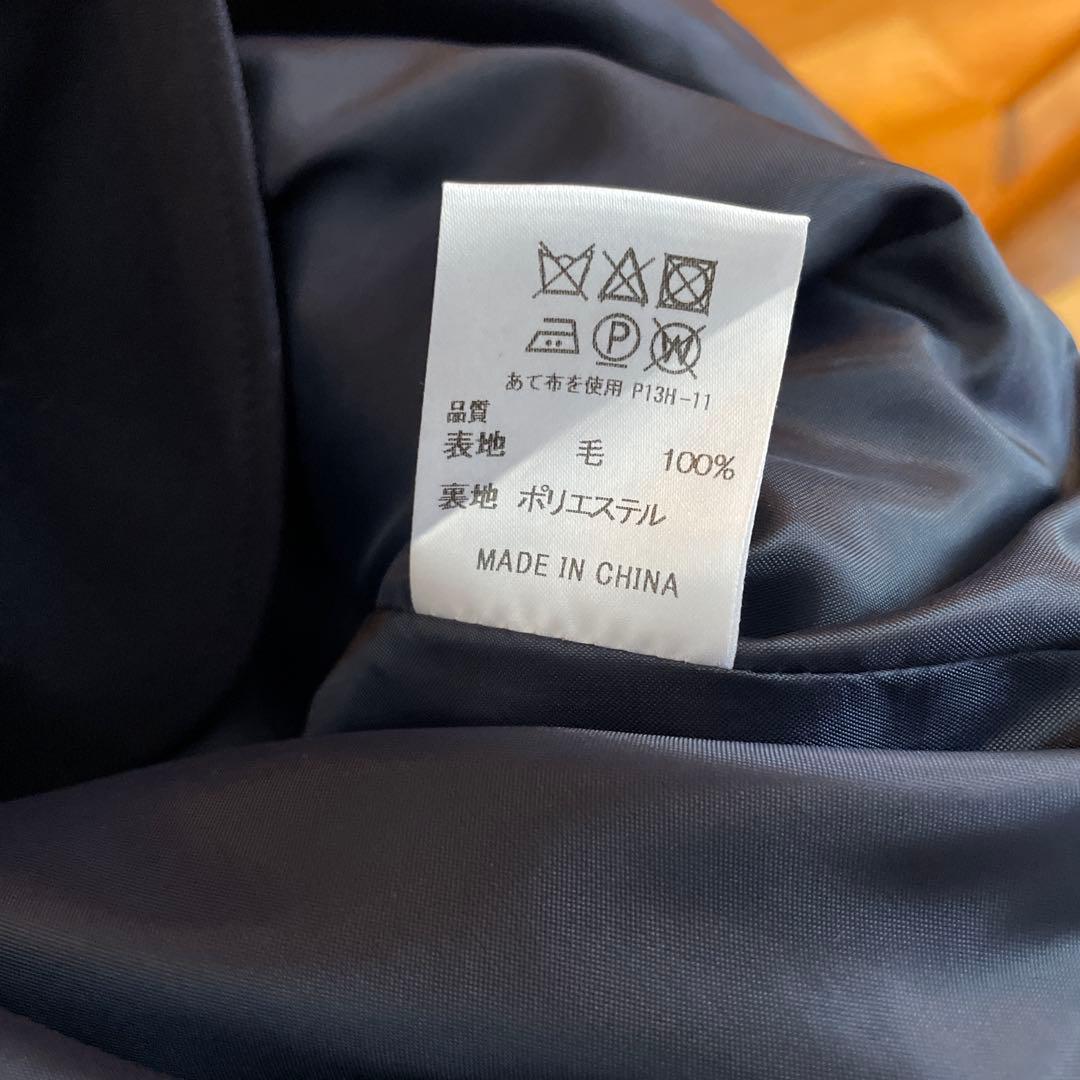 P W
あて布を使用 P13H-11
品質
表地 毛 100%
裏地 ポリエステル
MADE IN CHINA